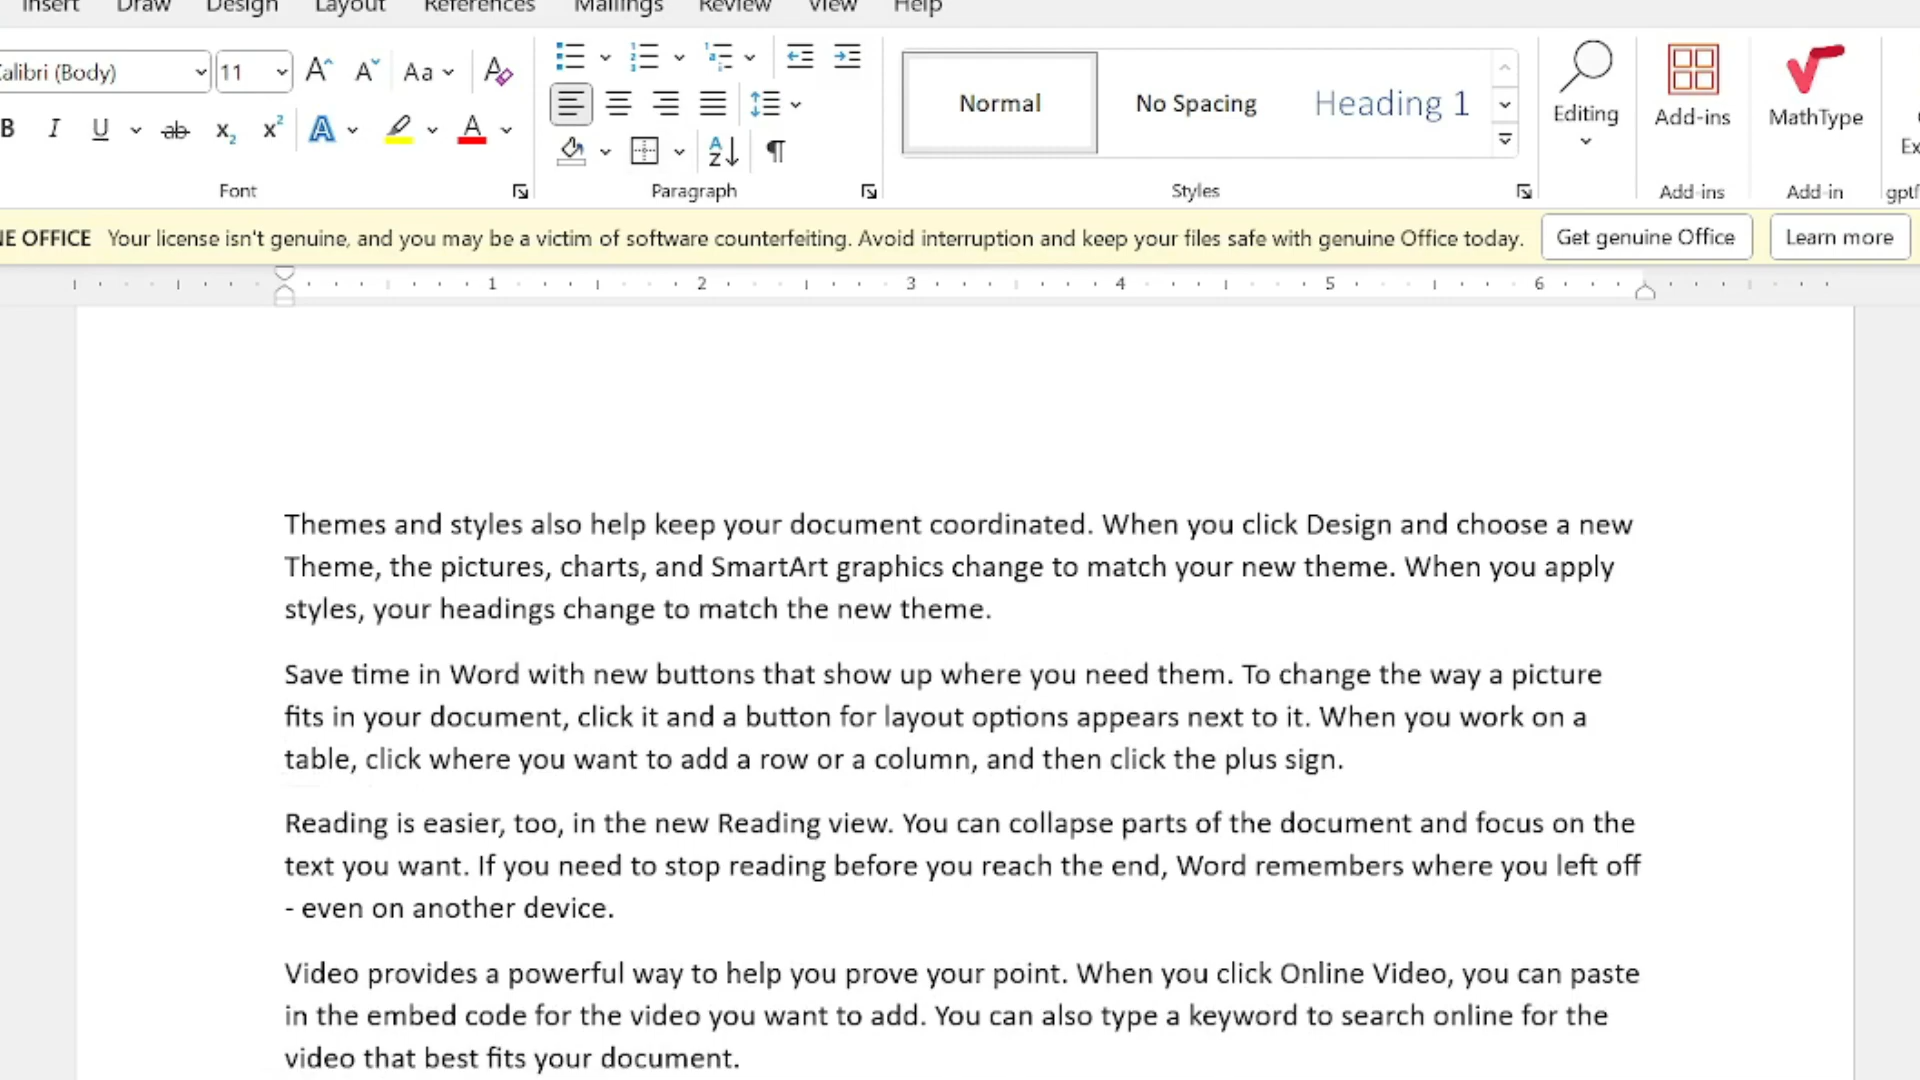 Insert Draw Design Layout References Mailings Review View Help
Calibri (Body) 11 Aa
B I U ab x2 x2 A A
A Z ¶
Normal No Spacing Heading 1
Editing Add-ins MathType
Font Paragraph Styles Add-ins Add-in
OFFICE Your license isn't genuine, and you may be a victim of software counterfeiting. Avoid interruption and keep your files safe with genuine Office today. Get genuine Office Learn more
1 2 3 4 5 6
Themes and styles also help keep your document coordinated. When you click Design and choose a new
Theme, the pictures, charts, and SmartArt graphics change to match your new theme. When you apply
styles, your headings change to match the new theme.
Save time in Word with new buttons that show up where you need them. To change the way a picture
fits in your document, click it and a button for layout options appears next to it. When you work on a
table, click where you want to add a row or a column, and then click the plus sign.
Reading is easier, too, in the new Reading view. You can collapse parts of the document and focus on the
text you want. If you need to stop reading before you reach the end, Word remembers where you left off
- even on another device.
Video provides a powerful way to help you prove your point. When you click Online Video, you can paste
in the embed code for the video you want to add. You can also type a keyword to search online for the
video that best fits your document.